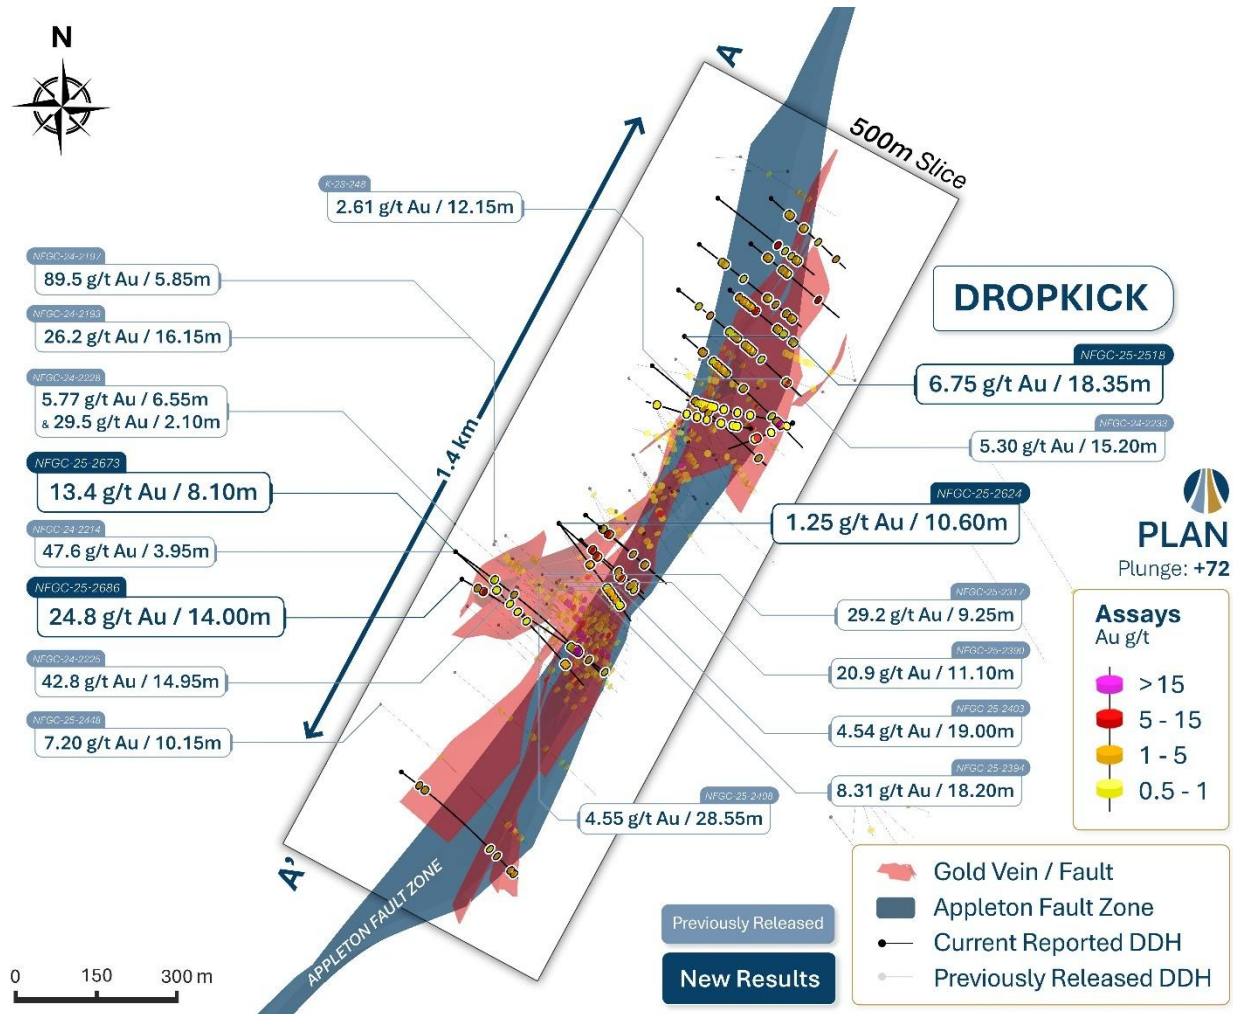 N
A
500m Slice
K-23-248
2.61 g/t Au / 12.15m
NFGC-24-2197
89.5 g/t Au / 5.85m
NFGC-24-2193
26.2 g/t Au / 16.15m
NFGC-24-2228
5.77 g/t Au / 6.55m
& 29.5 g/t Au / 2.10m
NFGC-25-2673
13.4 g/t Au / 8.10m
NFGC-24-2214
47.6 g/t Au / 3.95m
NFGC-25-2686
24.8 g/t Au / 14.00m
NFGC-24-2225
42.8 g/t Au / 14.95m
NFGC-25-2448
7.20 g/t Au / 10.15m
1.4 km
DROPKICK
NFGC-25-2518
6.75 g/t Au / 18.35m
NFGC-24-2233
5.30 g/t Au / 15.20m
NFGC-25-2624
1.25 g/t Au / 10.60m
NFGC-25-2317
29.2 g/t Au / 9.25m
20.9 g/t Au / 11.10m
NFGC-25-2403
4.54 g/t Au / 19.00m
NFGC-25-2394
8.31 g/t Au / 18.20m
4.55 g/t Au / 28.55m
PLAN
Plunge: +72
Assays
Au g/t
>15
5 - 15
1 - 5
0.5 - 1
A'
APPLETON FAULT ZONE
0 150 300 m
Previously Released
New Results
Gold Vein / Fault
Appleton Fault Zone
Current Reported DDH
Previously Released DDH